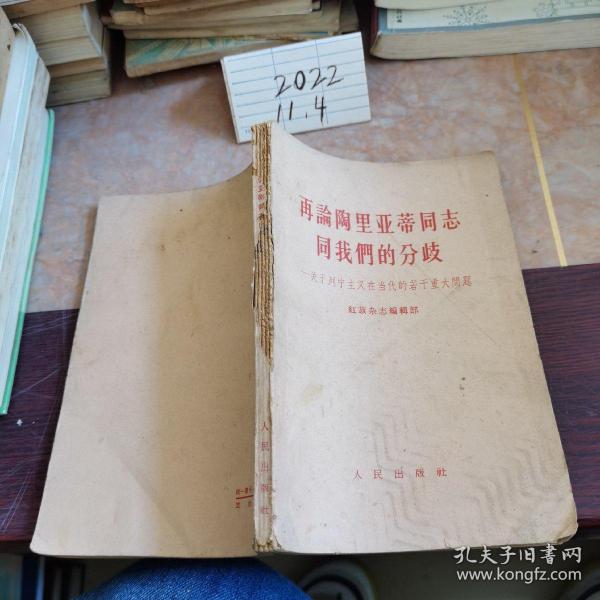 2022
11.4
再論陶里亚蒂同志
同我們的分歧
——关于列宁主义在当代的若干重大問題
紅旗杂志編輯部
人民出版社
人民出版社
孔夫子旧书网
www.kongfz.com